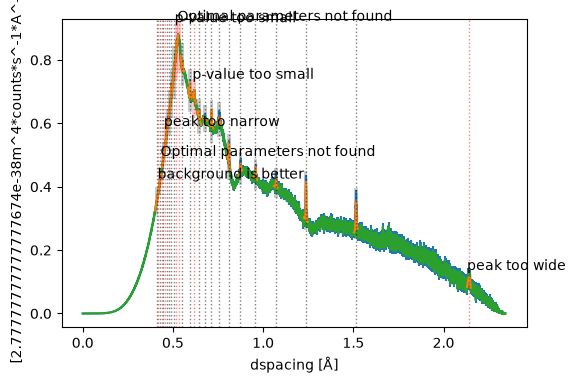 Optimal parameters not found
p-value too small
p-value too small
peak too narrow
Optimal parameters not found
background is better
peak too wide
0.8
0.6
0.4
0.2
0.0
0.0
0.5
1.0
1.5
2.0
dspacing [Å]